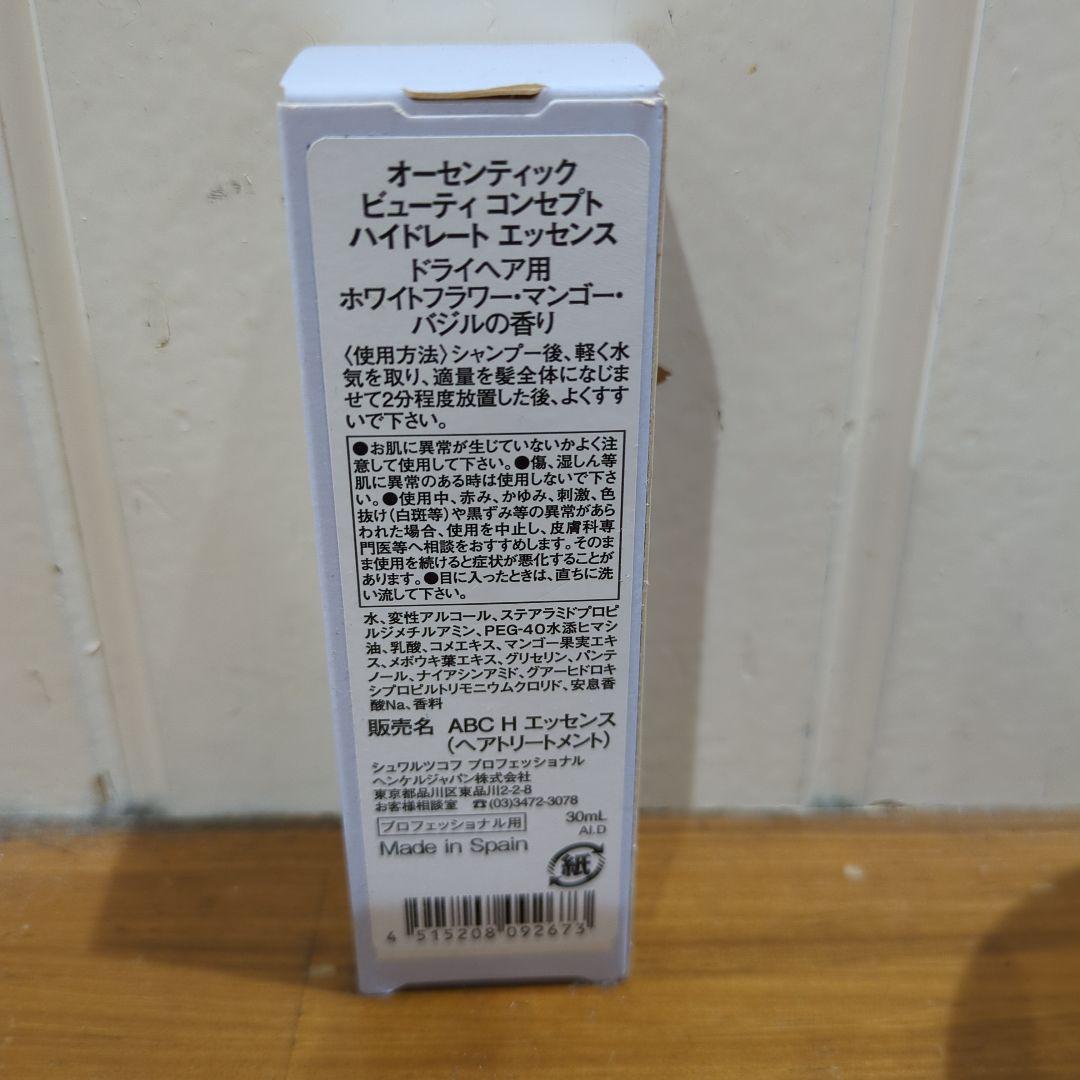 オーセンティック
ビューティ コンセプト
ハイドレート エッセンス
ドライヘア用
ホワイトフラワー・マンゴー・
バジルの香り
〈使用方法〉シャンプー後、軽く水
気を取り、適量を髪全体になじま
せて2分程度放置した後、よくすす
いで下さい。
●お肌に異常が生じていないかよく注
意して使用して下さい。●傷、湿しん等
肌に異常のある時は使用しないで下さ
い。●使用中、赤み、かゆみ、刺激、色
抜け(白斑等)や黒ずみ等の異常があら
われた場合、使用を中止し、皮膚科専
門医等へ相談をおすすめします。そのま
ま使用を続けると症状が悪化することが
あります。●目に入ったときは、直ちに洗
い流して下さい。
水、変性アルコール、ステアラミドプロピ
ルジメチルアミン、PEG-40水添ヒマシ
油、乳酸、コメエキス、マンゴー果実エキ
ス、メボウキ葉エキス、グリセリン、パンテ
ノール、ナイアシンアミド、グアーヒドロキ
シプロピルトリモニウムクロリド、安息香
酸Na、香料
販売名 ABC H エッセンス
(ヘアトリートメント)
シュワルツコフ プロフェッショナル
ヘンケルジャパン株式会社
東京都品川区東品川2-2-8
お客様相談室 ☎(03)3472-3078
プロフェッショナル用 30mL
AI.D
Made in Spain
紙
4 515208 092673